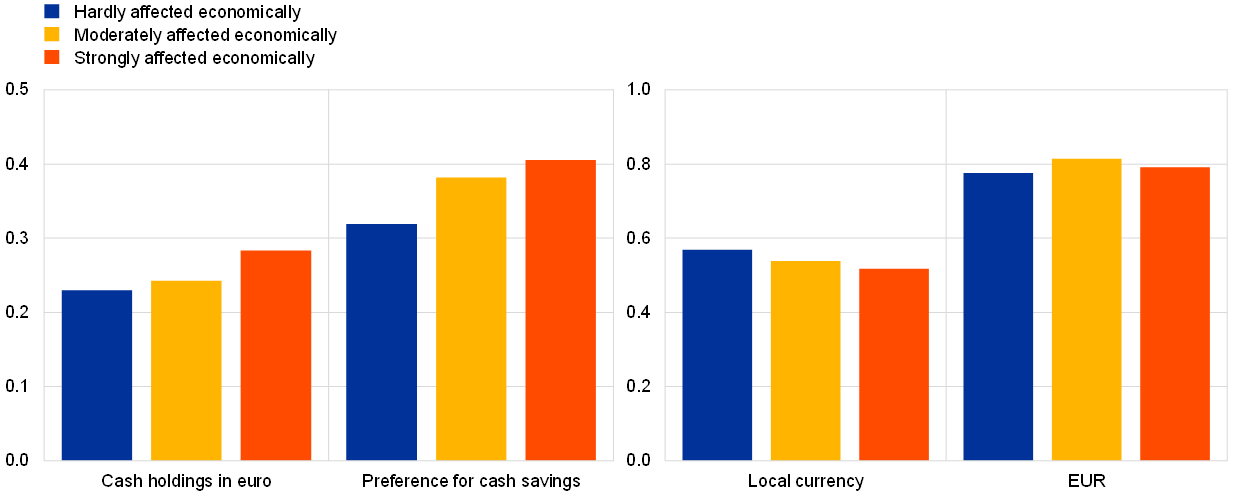 Hardly affected economically
Moderately affected economically
Strongly affected economically
0.5
0.4
0.3
0.2
0.1
0.0
Cash holdings in euro
Preference for cash savings
1.0
0.8
0.6
0.4
0.2
0.0
Local currency
EUR